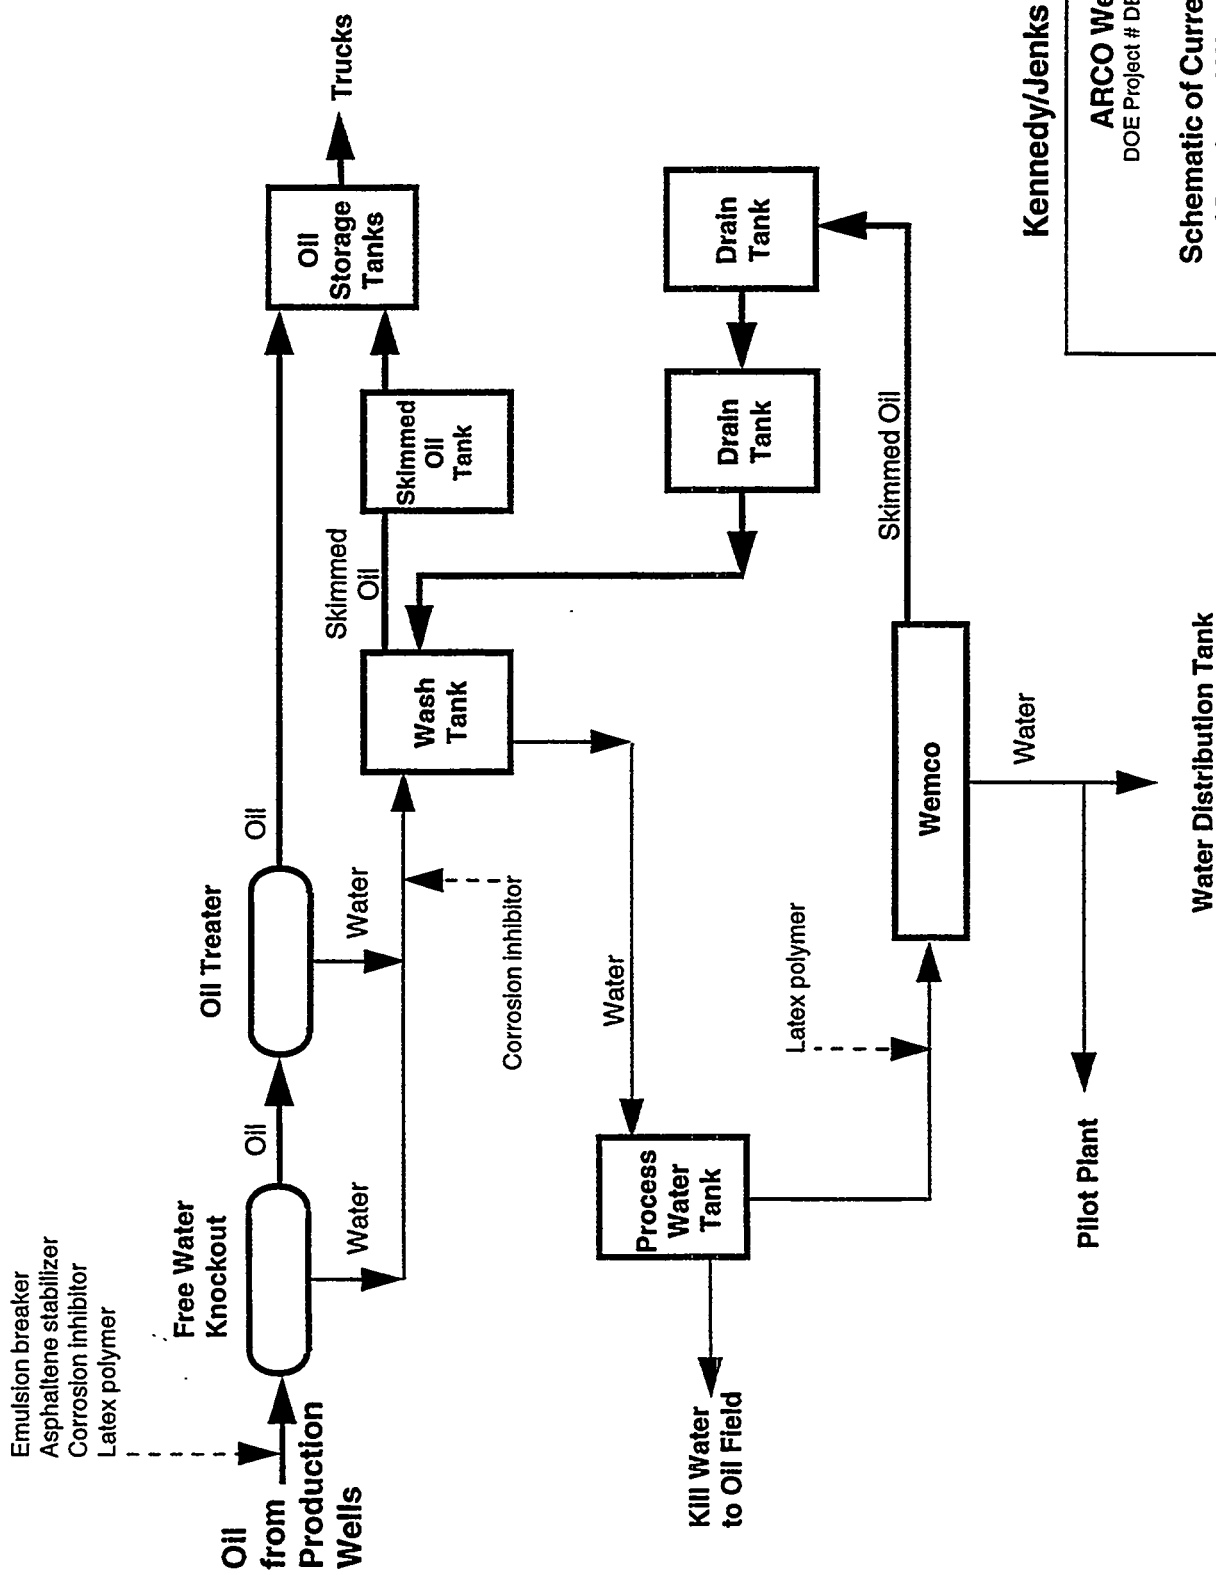 Emulsion breaker
Asphaltene stabilizer
Corrosion inhibitor
Latex polymer
Oil
from
Production
Wells
Free Water
Knockout
Oil
Water
Oil Treater
Oil
Water
Corrosion inhibitor
Wash
Tank
Skimmed
Oil
Skimmed
Oil
Tank
Oil
Storage
Tanks
Trucks
Drain
Tank
Drain
Tank
Water
Process
Water
Tank
Kill Water
to Oil Field
Latex polymer
Wemco
Skimmed Oil
Water
Pilot Plant
Water Distribution Tank
Kennedy/Jenks
ARCO We
DOE Project # DE
Schematic of Curre